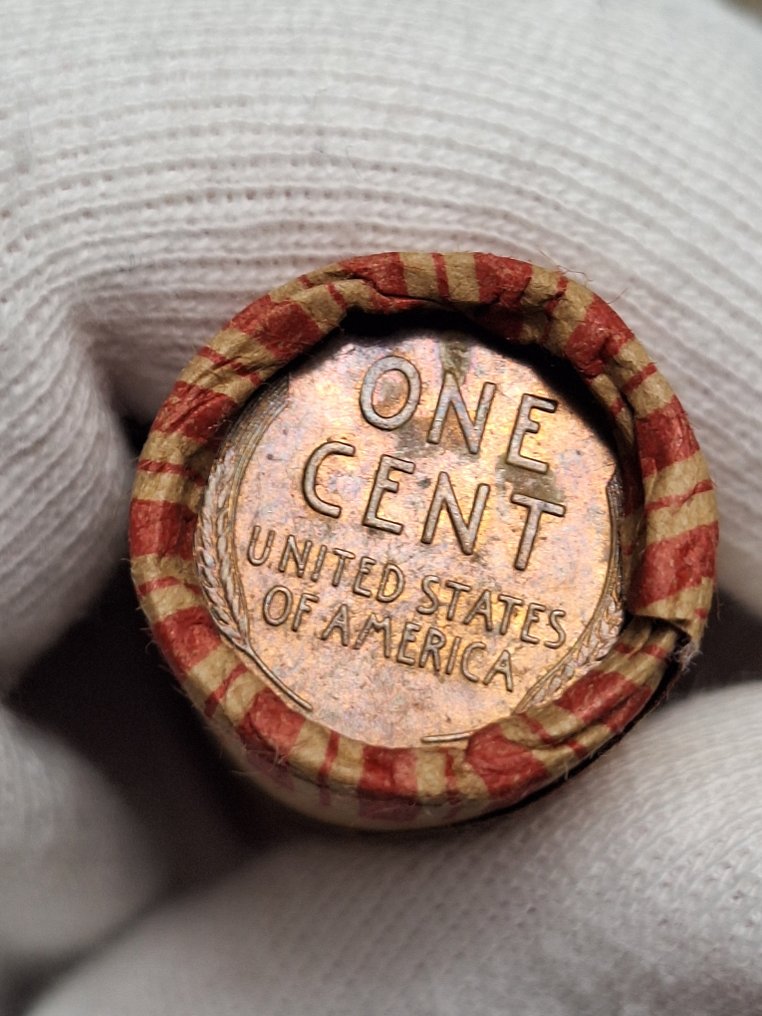 ONE
CENT
UNITED STATES
OF AMERICA